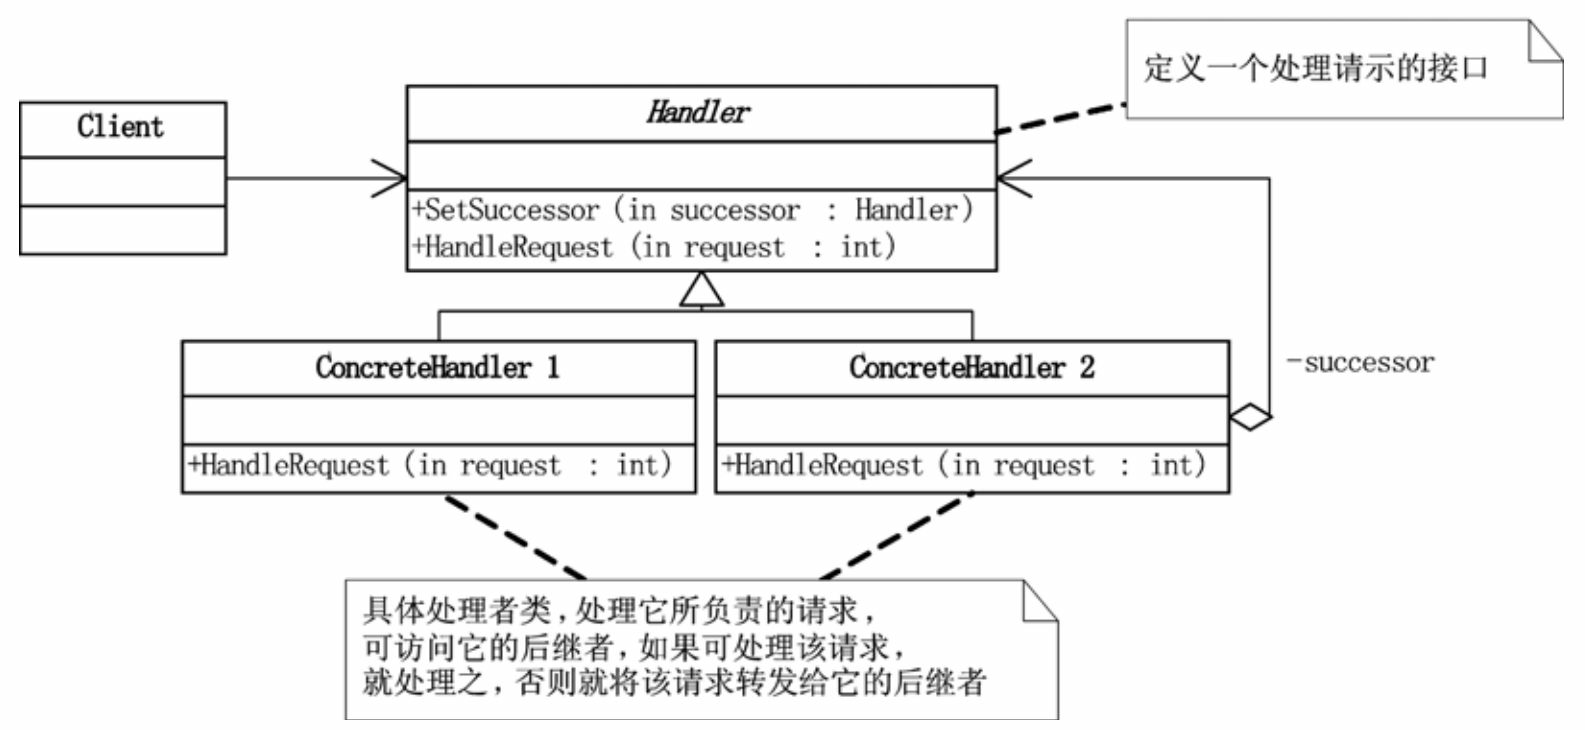 定义一个处理请示的接口
Client
Handler
+SetSuccessor (in successor : Handler)
+HandleRequest (in request : int)
ConcreteHandler 1
+HandleRequest (in request : int)
ConcreteHandler 2
+HandleRequest (in request : int)
-successor
具体处理者类,处理它所负责的请求,
可访问它的后继者,如果可处理该请求,
就处理之,否则就将该请求转发给它的后继者